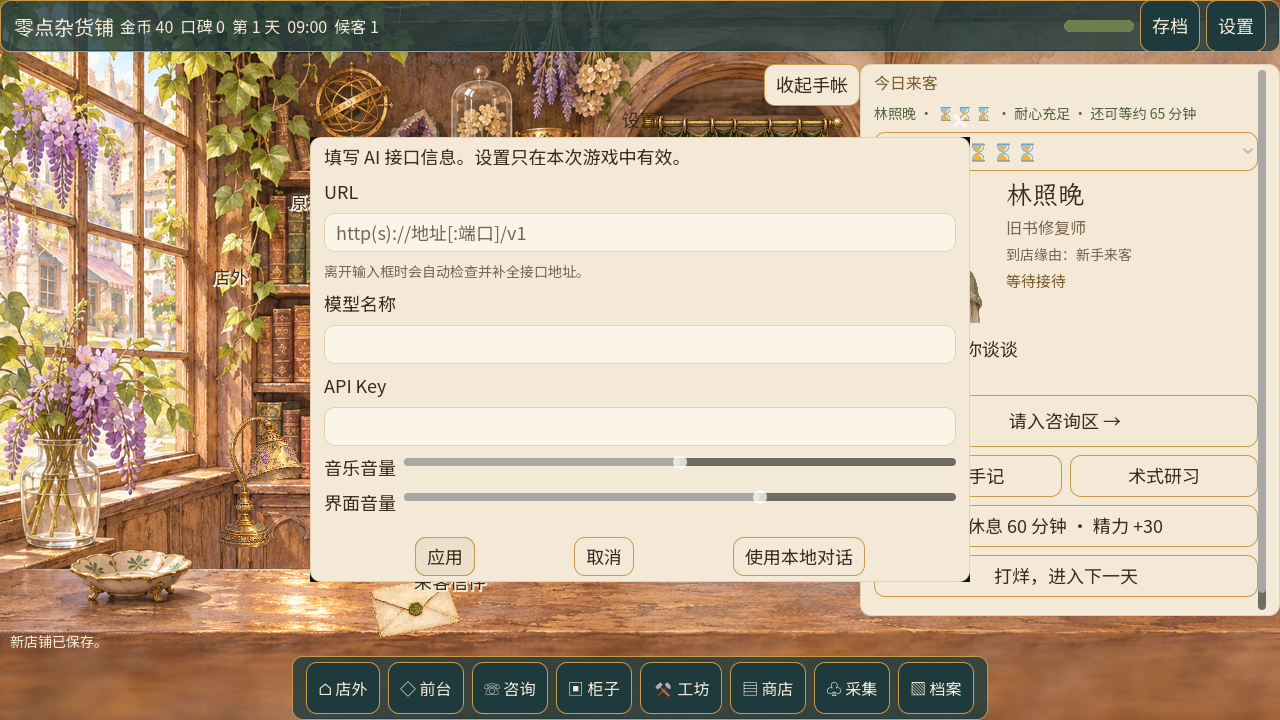 零点杂货铺 金币 40 口碑 0 第 1 天 09:00 候客 1
存档
设置
收起手帐
今日来客
林照晚 · ⏳⏳⏳ · 耐心充足 · 还可等约 65 分钟
⏳⏳⏳
林照晚
旧书修复师
到店缘由：新手来客
等待接待
你谈谈
请入咨询区 →
手记
术式研习
休息 60 分钟 · 精力 +30
打烊，进入下一天
设置
填写 AI 接口信息。设置只在本次游戏中有效。
URL
http(s)://地址[:端口]/v1
离开输入框时会自动检查并补全接口地址。
模型名称
API Key
音乐音量
界面音量
应用
取消
使用本地对话
原
店外
来客信件
新店铺已保存。
店外
前台
咨询
柜子
工坊
商店
采集
档案